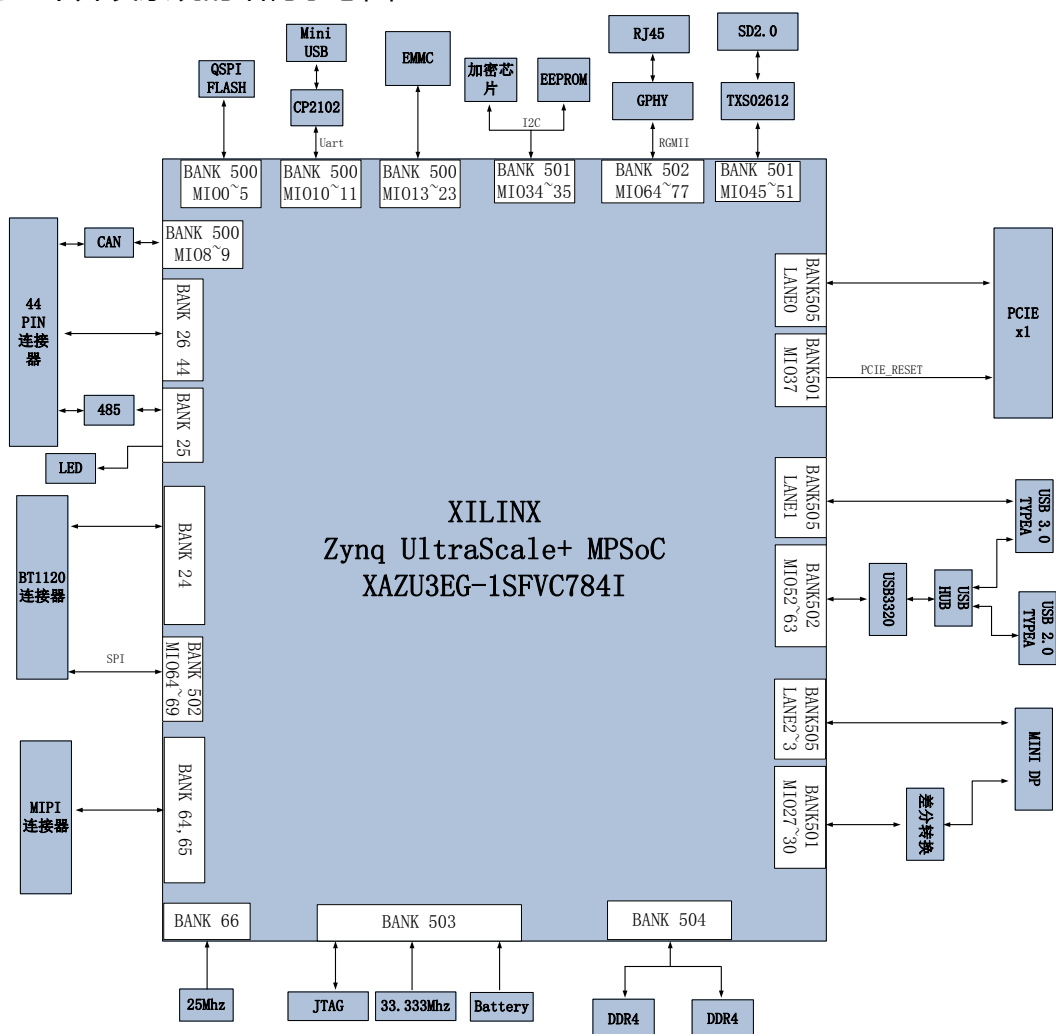 Mini
USB
RJ45
SD2.0
QSPI
FLASH
EMMC
加密芯
片
EEPROM
CP2102
GPHY
TXS02612
I2C
Uart
RGMII
BANK 500
MIO0~5
BANK 500
MIO10~11
BANK 500
MIO13~23
BANK 501
MIO34~35
BANK 502
MIO64~77
BANK 501
MIO45~51
44
PIN
连接
器
CAN
BANK 500
MIO8~9
BANK
26 44
485
BANK 25
LED
BT1120
连接器
BANK 24
SPI
BANK 502
MIO64~69
MIPI
连接器
BANK 64,65
XILINX
Zynq UltraScale+ MPSoC
XAZU3EG-1SFVC784I
BANK505
LANE0
PCIE
x1
BANK501
MIO37
PCIE_RESET
BANK505
LANE1
USB 3.0
TYPEA
BANK502
MIO52~63
USB3320
USB
HUB
USB 2.0
TYPEA
BANK505
LANE2~3
MINI DP
BANK501
MIO27~30
差分转换
BANK 66
BANK 503
BANK 504
25Mhz
JTAG
33.333Mhz
Battery
DDR4
DDR4